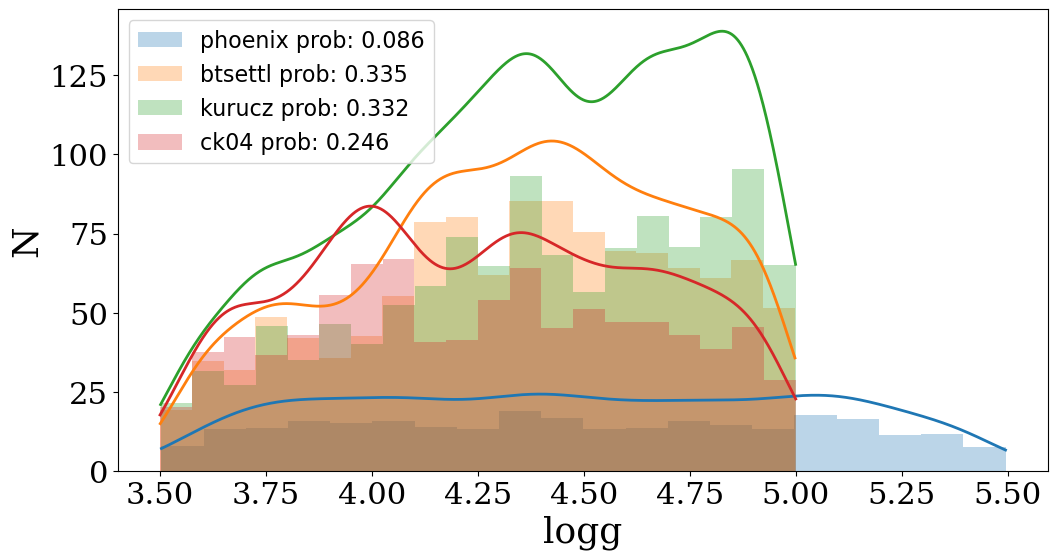 phoenix prob: 0.086
btsettl prob: 0.335
kurucz prob: 0.332
ck04 prob: 0.246
125
100
75
50
25
0
N
3.50 3.75 4.00 4.25 4.50 4.75 5.00 5.25 5.50
logg